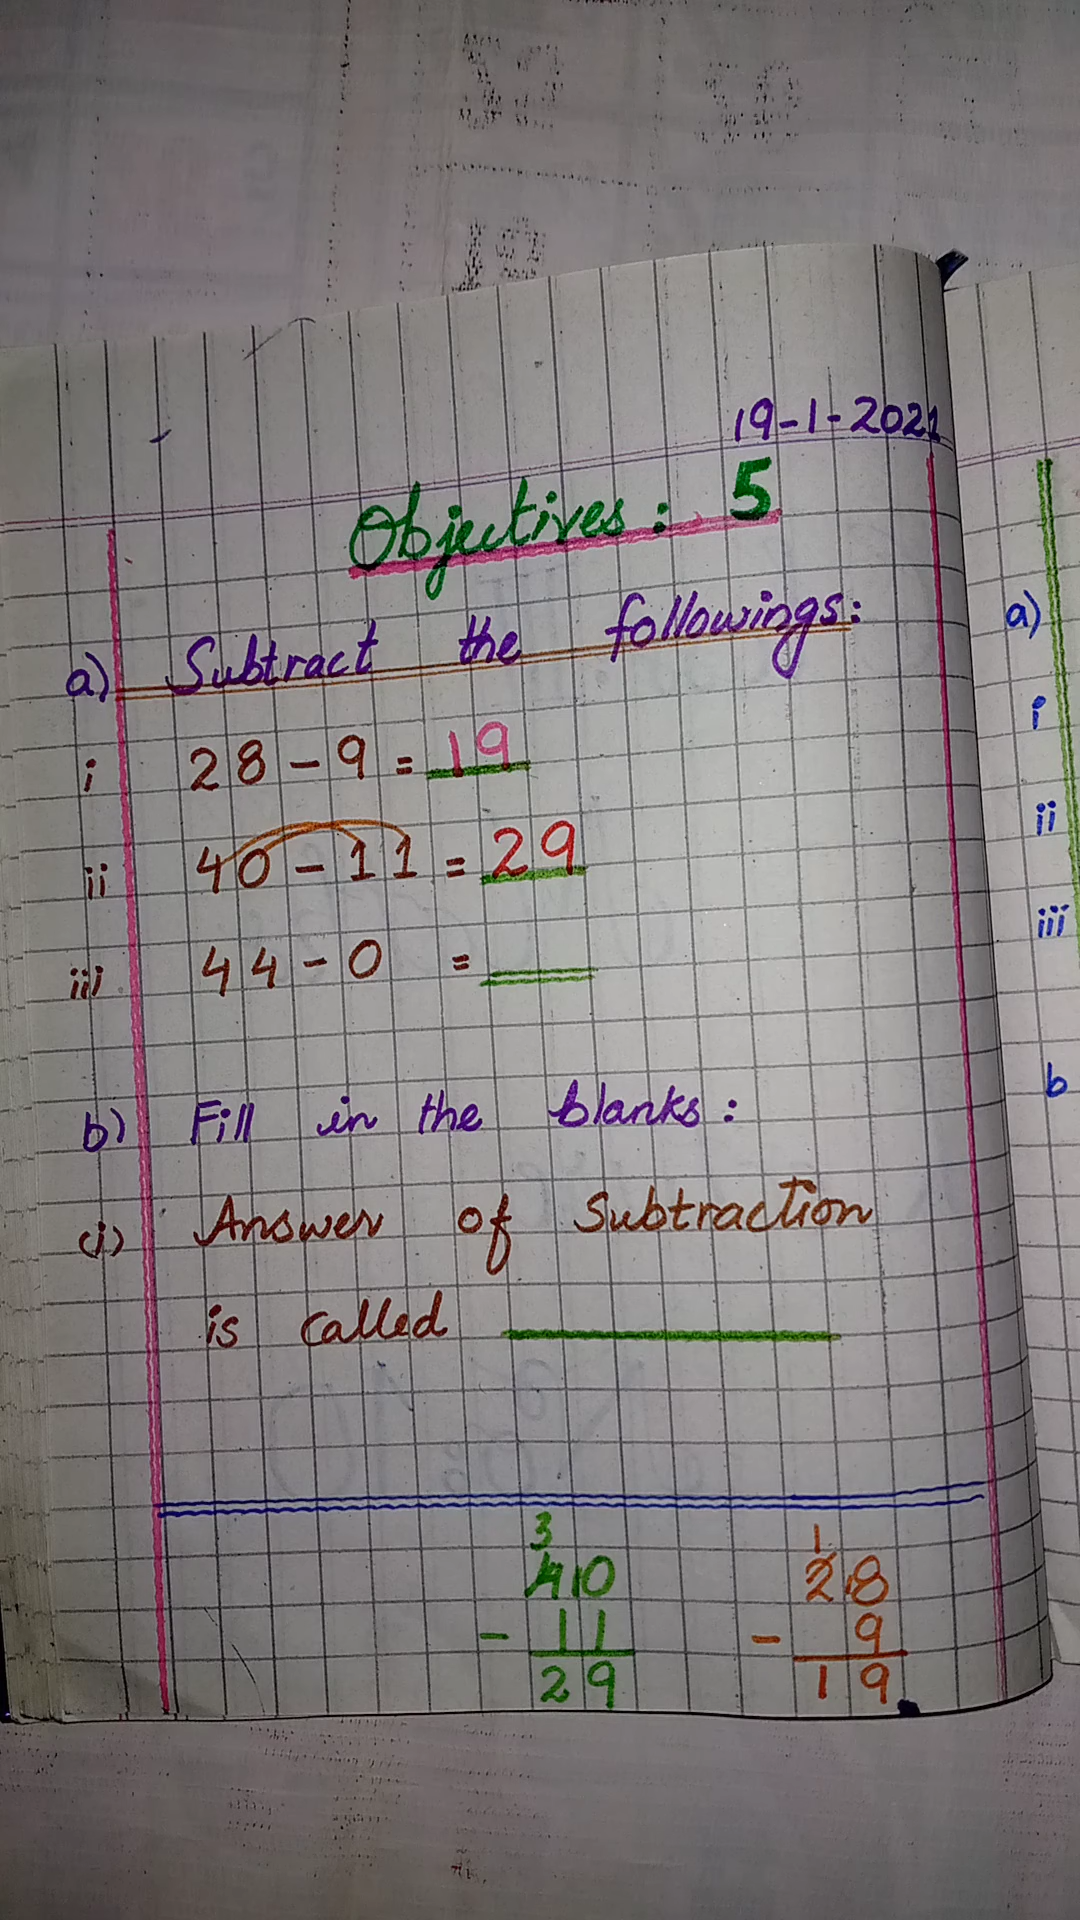 19-1-2021
Objectives: 5
a) Subtract the followings:
i 28 - 9 = 19
ii 40 - 11 = 29
iii 44 - 0 =
b) Fill in the blanks:
(i) Answer of Subtraction
is called
3 1
40 28
- 11 - 9
29 19
a)
i
ii
iii
b